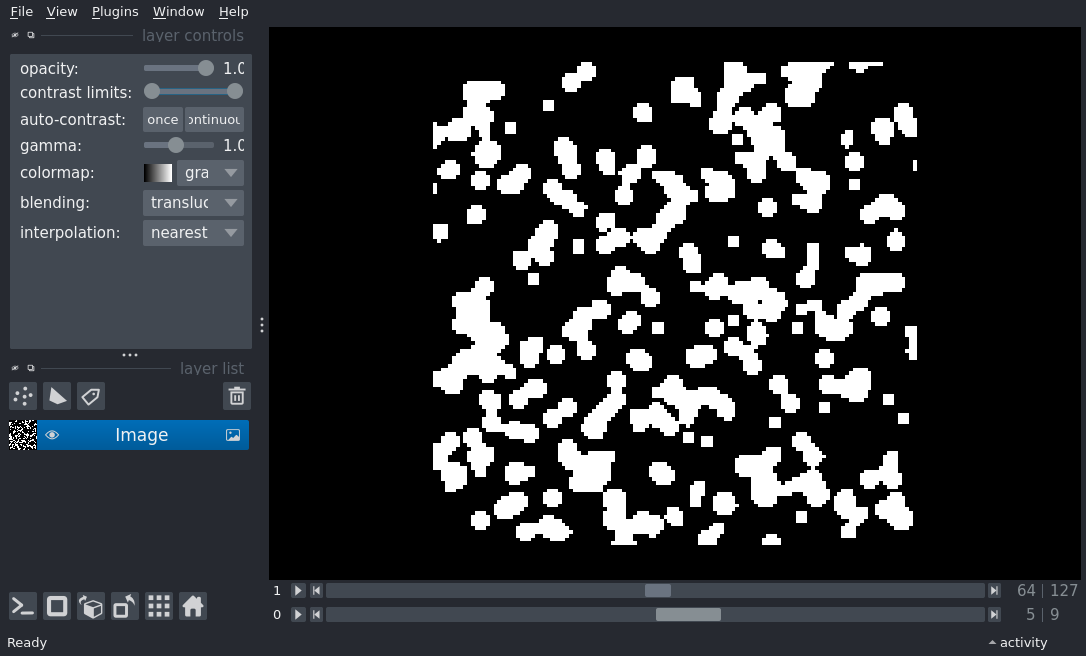 File View Plugins Window Help
layer controls
opacity: 1.0
contrast limits:
auto-contrast: once ontinuou
gamma: 1.0
colormap: gra
blending: transluc
interpolation: nearest
layer list
Image
1 64 | 127
0 5 | 9
Ready activity